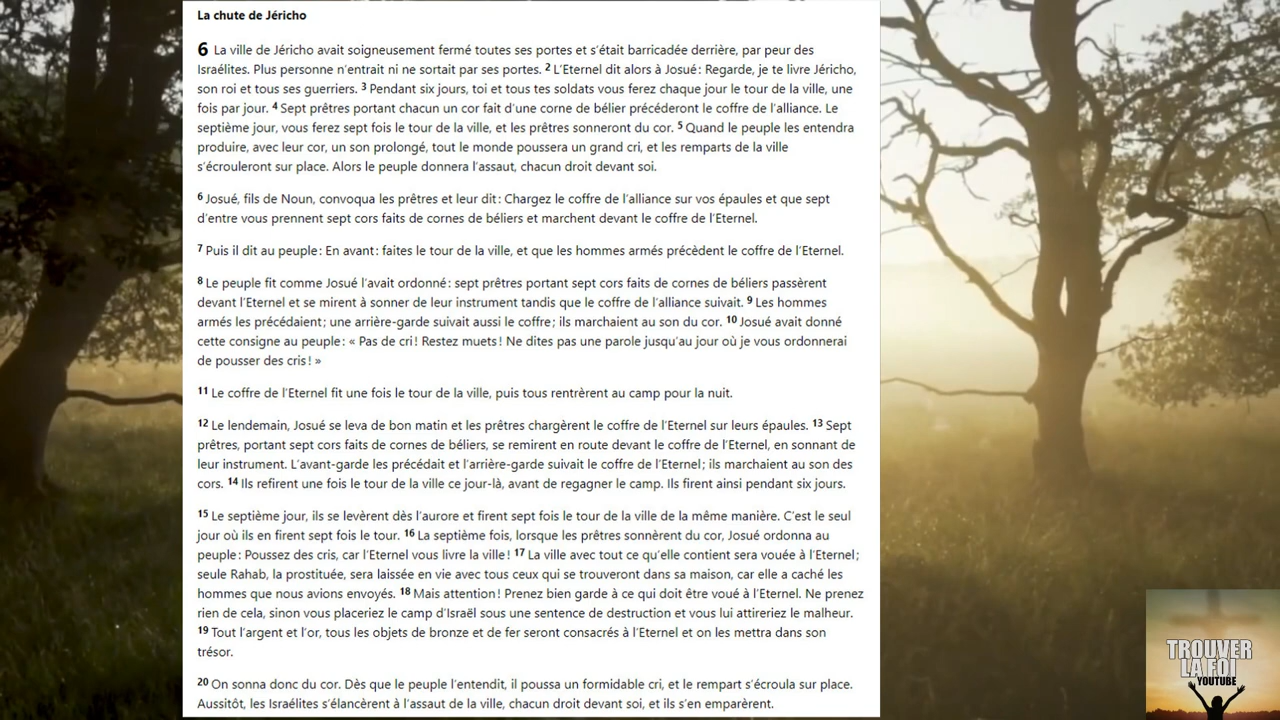 La chute de Jéricho
6 La ville de Jéricho avait soigneusement fermé toutes ses portes et s’était barricadée derrière, par peur des
Israélites. Plus personne n’entrait ni ne sortait par ses portes. 2 L’Eternel dit alors à Josué : Regarde, je te livre Jéricho,
son roi et tous ses guerriers. 3 Pendant six jours, toi et tous tes soldats vous ferez chaque jour le tour de la ville, une
fois par jour. 4 Sept prêtres portant chacun un cor fait d’une corne de bélier précéderont le coffre de l’alliance. Le
septième jour, vous ferez sept fois le tour de la ville, et les prêtres sonneront du cor. 5 Quand le peuple les entendra
produire, avec leur cor, un son prolongé, tout le monde poussera un grand cri, et les remparts de la ville
s’écrouleront sur place. Alors le peuple donnera l’assaut, chacun droit devant soi.
6 Josué, fils de Noun, convoqua les prêtres et leur dit : Chargez le coffre de l’alliance sur vos épaules et que sept
d’entre vous prennent sept cors faits de cornes de béliers et marchent devant le coffre de l’Eternel.
7 Puis il dit au peuple : En avant : faites le tour de la ville, et que les hommes armés précèdent le coffre de l’Eternel.
8 Le peuple fit comme Josué l’avait ordonné : sept prêtres portant sept cors faits de cornes de béliers passèrent
devant l’Eternel et se mirent à sonner de leur instrument tandis que le coffre de l’alliance suivait. 9 Les hommes
armés les précédaient ; une arrière-garde suivait aussi le coffre ; ils marchaient au son du cor. 10 Josué avait donné
cette consigne au peuple : « Pas de cri ! Restez muets ! Ne dites pas une parole jusqu’au jour où je vous ordonnerai
de pousser des cris ! »
11 Le coffre de l’Eternel fit une fois le tour de la ville, puis tous rentrèrent au camp pour la nuit.
12 Le lendemain, Josué se leva de bon matin et les prêtres chargèrent le coffre de l’Eternel sur leurs épaules. 13 Sept
prêtres, portant sept cors faits de cornes de béliers, se remirent en route devant le coffre de l’Eternel, en sonnant de
leur instrument. L’avant-garde les précédait et l’arrière-garde suivait le coffre de l’Eternel ; ils marchaient au son des
cors. 14 Ils refirent une fois le tour de la ville ce jour-là, avant de regagner le camp. Ils firent ainsi pendant six jours.
15 Le septième jour, ils se levèrent dès l’aurore et firent sept fois le tour de la ville de la même manière. C’est le seul
jour où ils en firent sept fois le tour. 16 La septième fois, lorsque les prêtres sonnèrent du cor, Josué ordonna au
peuple : Poussez des cris, car l’Eternel vous livre la ville ! 17 La ville avec tout ce qu’elle contient sera vouée à l’Eternel ;
seule Rahab, la prostituée, sera laissée en vie avec tous ceux qui se trouveront dans sa maison, car elle a caché les
hommes que nous avions envoyés. 18 Mais attention ! Prenez bien garde à ce qui doit être voué à l’Eternel. Ne prenez
rien de cela, sinon vous placeriez le camp d’Israël sous une sentence de destruction et vous lui attireriez le malheur.
19 Tout l’argent et l’or, tous les objets de bronze et de fer seront consacrés à l’Eternel et on les mettra dans son
trésor.
20 On sonna donc du cor. Dès que le peuple l’entendit, il poussa un formidable cri, et le rempart s’écroula sur place.
Aussitôt, les Israélites s’élancèrent à l’assaut de la ville, chacun droit devant soi, et ils s’en emparèrent.
TROUVER
LA FOI
YOUTUBE